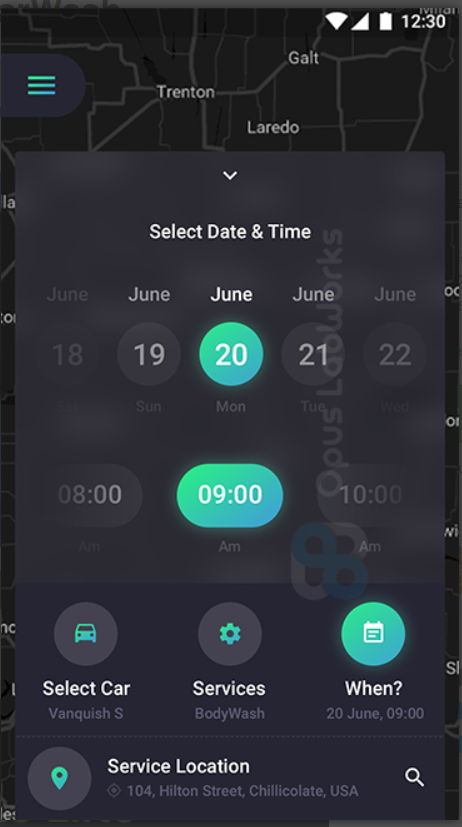 12:30
Galt
Trenton
Laredo
Select Date & Time
June June June June June
18 19 20 21 22
Sun Mon Tue Wed
08:00 09:00 10:00
Am Am Am
Opus Labworks
Select Car Services When?
Vanquish S BodyWash 20 June, 09:00
Service Location
104, Hilton Street, Chillicolate, USA